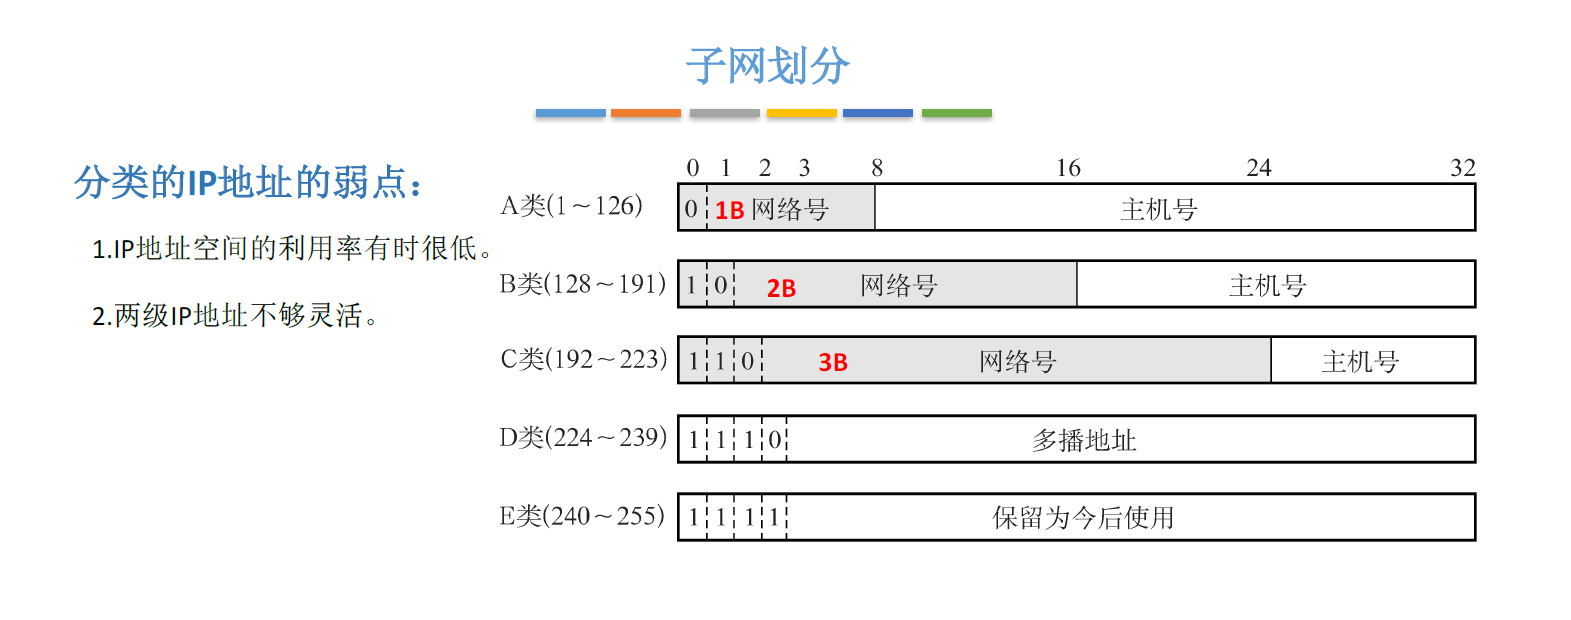 子网划分
分类的IP地址的弱点：
1.IP地址空间的利用率有时很低。
2.两级IP地址不够灵活。
0 1 2 3 8 16 24 32
A类(1～126) 0 1B 网络号 主机号
B类(128～191) 1 0 2B 网络号 主机号
C类(192～223) 1 1 0 3B 网络号 主机号
D类(224～239) 1 1 1 0 多播地址
E类(240～255) 1 1 1 1 保留为今后使用